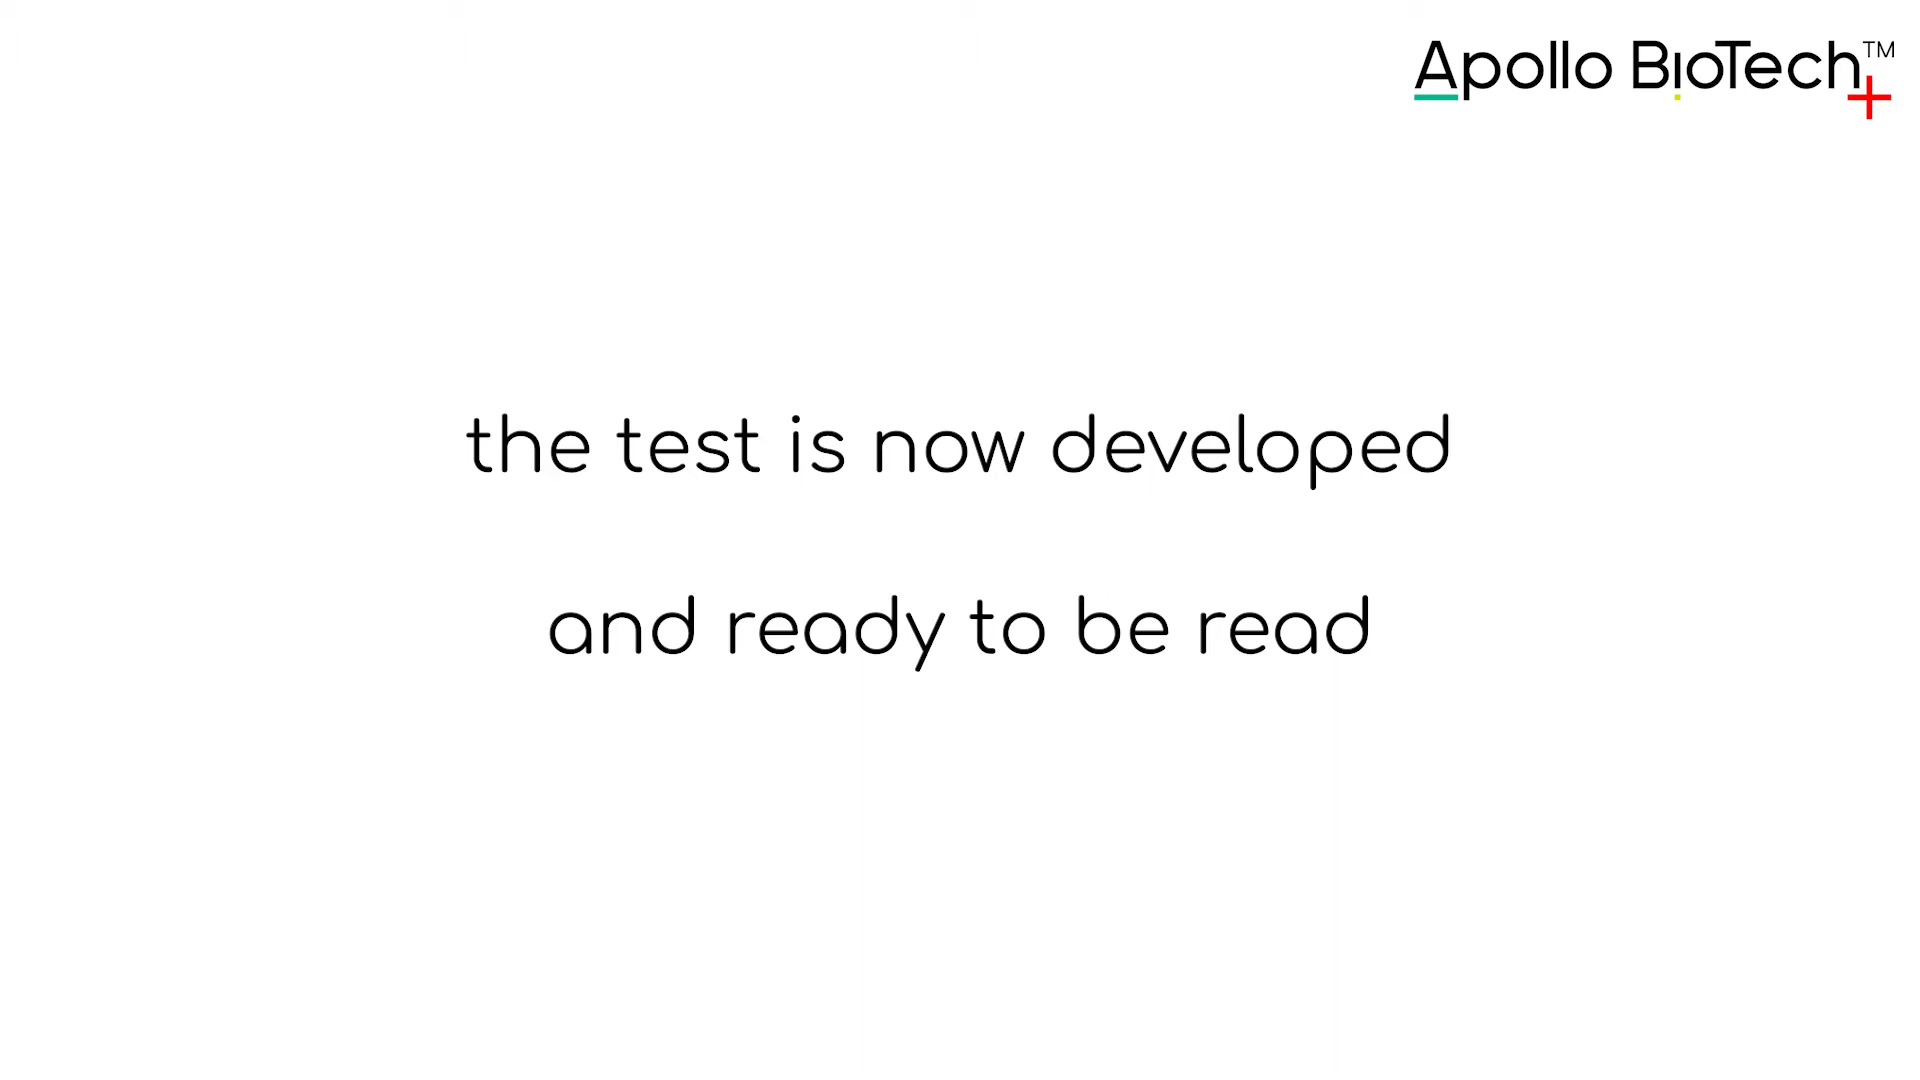 Apollo BioTech™
the test is now developed
and ready to be read